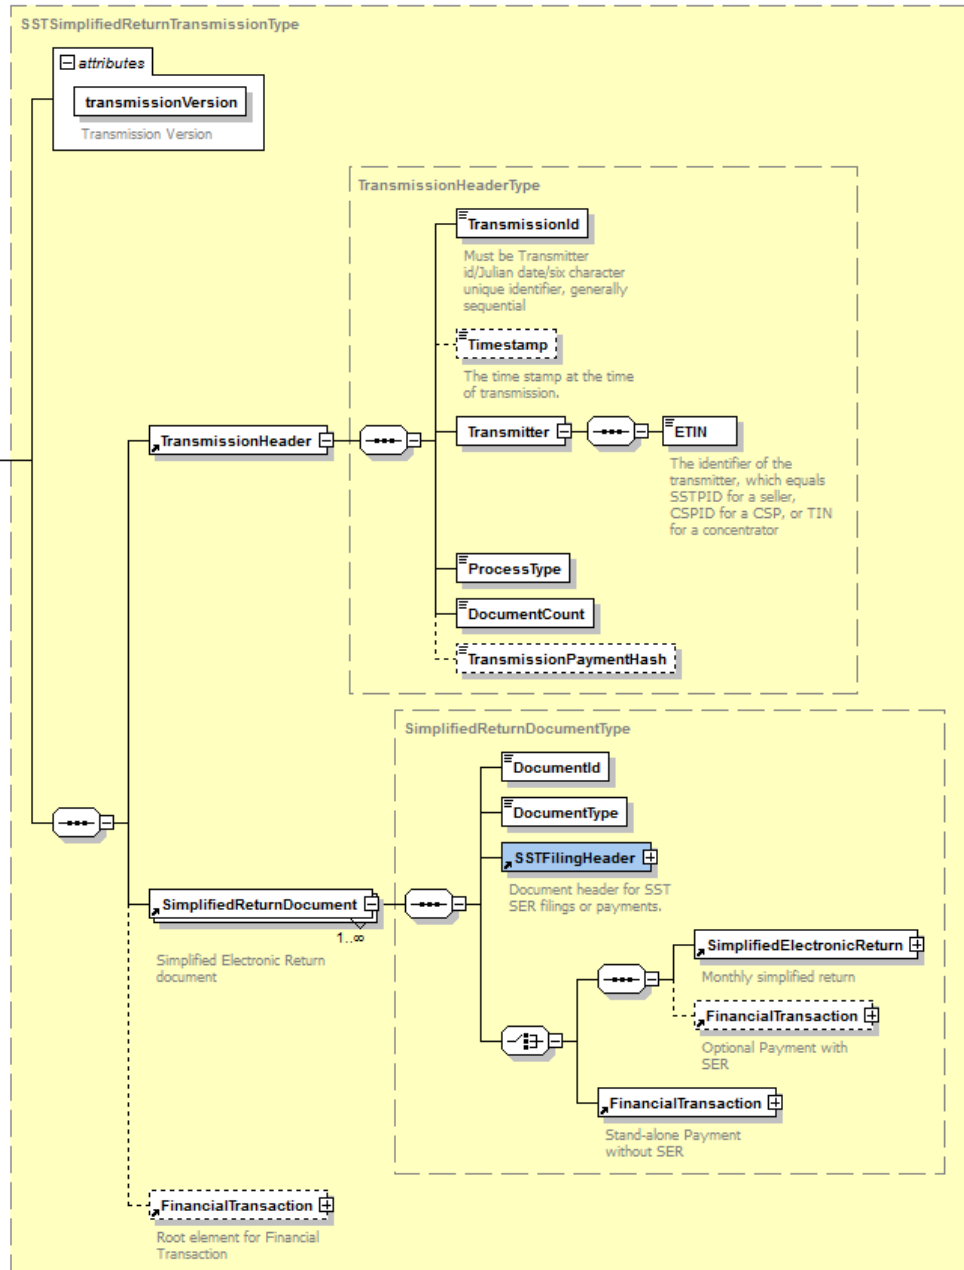 SSTSimplifiedReturnTransmissionType
attributes
transmissionVersion
Transmission Version
TransmissionHeaderType
TransmissionId
Must be Transmitter
id/Julian date/six character
unique identifier, generally
sequential
Timestamp
The time stamp at the time
of transmission.
TransmissionHeader
Transmitter
ETIN
The identifier of the
transmitter, which equals
SSTPID for a seller,
CSPID for a CSP, or TIN
for a concentrator
ProcessType
DocumentCount
TransmissionPaymentHash
SimplifiedReturnDocumentType
DocumentId
DocumentType
SSTFilingHeader
Document header for SST
SER filings or payments.
SimplifiedReturnDocument
1..∞
Simplified Electronic Return
document
SimplifiedElectronicReturn
Monthly simplified return
FinancialTransaction
Optional Payment with
SER
FinancialTransaction
Stand-alone Payment
without SER
FinancialTransaction
Root element for Financial
Transaction